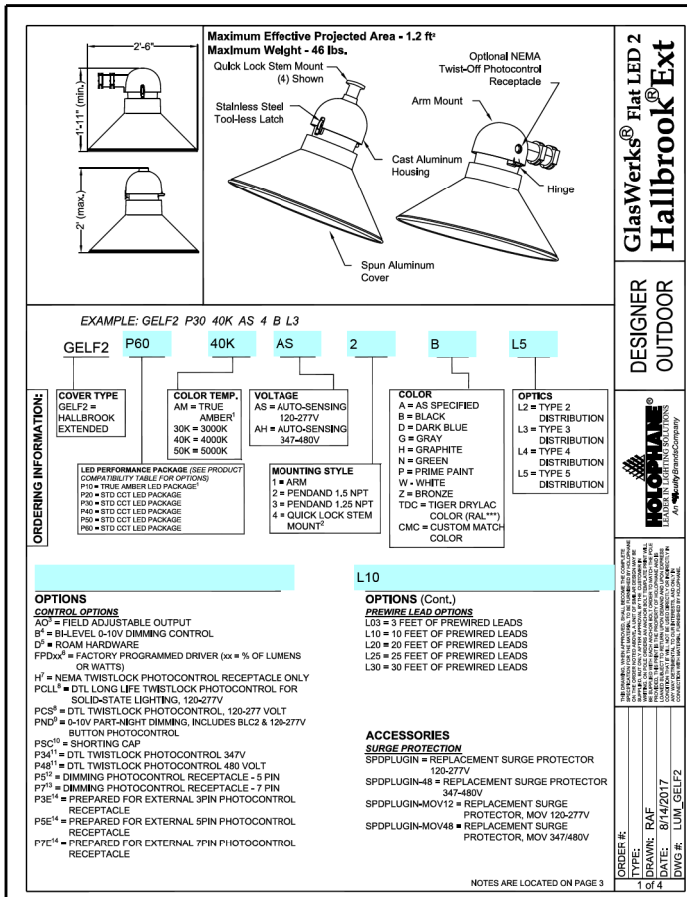 Maximum Effective Projected Area - 1.2 ft²
Maximum Weight - 46 lbs.
2'-6"
1'-11" (min.)
2' (max.)
Quick Lock Stem Mount
(4) Shown
Stainless Steel
Tool-less Latch
Cast Aluminum
Housing
Spun Aluminum
Cover
Optional NEMA
Twist-Off Photocontrol
Receptacle
Arm Mount
Hinge
GlasWerks® Flat LED 2
Hallbrook® Ext
DESIGNER
OUTDOOR
HOLOPHANE®
LEADER IN LIGHTING SOLUTIONS
An AcuityBrandsCompany
EXAMPLE: GELF2 P30 40K AS 4 B L3
GELF2 P60 40K AS 2 B L5
ORDERING INFORMATION:
COVER TYPE
GELF2 =
HALLBROOK
EXTENDED
COLOR TEMP.
AM = TRUE
AMBER¹
30K = 3000K
40K = 4000K
50K = 5000K
VOLTAGE
AS = AUTO-SENSING
120-277V
AH = AUTO-SENSING
347-480V
COLOR
A = AS SPECIFIED
B = BLACK
D = DARK BLUE
G = GRAY
H = GRAPHITE
N = GREEN
P = PRIME PAINT
W - WHITE
Z = BRONZE
TDC = TIGER DRYLAC
COLOR (RAL***)
CMC = CUSTOM MATCH
COLOR
OPTICS
L2 = TYPE 2
DISTRIBUTION
L3 = TYPE 3
DISTRIBUTION
L4 = TYPE 4
DISTRIBUTION
L5 = TYPE 5
DISTRIBUTION
LED PERFORMANCE PACKAGE (SEE PRODUCT
COMPATIBILITY TABLE FOR OPTIONS)
P10 = TRUE AMBER LED PACKAGE¹
P20 = STD CCT LED PACKAGE
P30 = STD CCT LED PACKAGE
P40 = STD CCT LED PACKAGE
P50 = STD CCT LED PACKAGE
P60 = STD CCT LED PACKAGE
MOUNTING STYLE
1 = ARM
2 = PENDAND 1.5 NPT
3 = PENDAND 1.25 NPT
4 = QUICK LOCK STEM
MOUNT²
OPTIONS
CONTROL OPTIONS
AO³ = FIELD ADJUSTABLE OUTPUT
B⁴ = BI-LEVEL 0-10V DIMMING CONTROL
D⁵ = ROAM HARDWARE
FPDxx⁶ = FACTORY PROGRAMMED DRIVER (xx = % OF LUMENS
OR WATTS)
H⁷ = NEMA TWISTLOCK PHOTOCONTROL RECEPTACLE ONLY
PCLL⁸ = DTL LONG LIFE TWISTLOCK PHOTOCONTROL FOR
SOLID-STATE LIGHTING, 120-277V
PCS⁸ = DTL TWISTLOCK PHOTOCONTROL, 120-277 VOLT
PND⁹ = 0-10V PART-NIGHT DIMMING, INCLUDES BLC2 & 120-277V
BUTTON PHOTOCONTROL
PSC¹⁰ = SHORTING CAP
P34¹¹ = DTL TWISTLOCK PHOTOCONTROL 347V
P48¹¹ = DTL TWISTLOCK PHOTOCONTROL 480 VOLT
P5¹² = DIMMING PHOTOCONTROL RECEPTACLE - 5 PIN
P7¹³ = DIMMING PHOTOCONTROL RECEPTACLE - 7 PIN
P3E¹⁴ = PREPARED FOR EXTERNAL 3PIN PHOTOCONTROL
RECEPTACLE
P5E¹⁴ = PREPARED FOR EXTERNAL 5PIN PHOTOCONTROL
RECEPTACLE
P7E¹⁴ = PREPARED FOR EXTERNAL 7PIN PHOTOCONTROL
RECEPTACLE
L10
OPTIONS (Cont.)
PREWIRE LEAD OPTIONS
L03 = 3 FEET OF PREWIRED LEADS
L10 = 10 FEET OF PREWIRED LEADS
L20 = 20 FEET OF PREWIRED LEADS
L25 = 25 FEET OF PREWIRED LEADS
L30 = 30 FEET OF PREWIRED LEADS
ACCESSORIES
SURGE PROTECTION
SPDPLUGIN = REPLACEMENT SURGE PROTECTOR
120-277V
SPDPLUGIN-48 = REPLACEMENT SURGE PROTECTOR
347-480V
SPDPLUGIN-MOV12 = REPLACEMENT SURGE
PROTECTOR, MOV 120-277V
SPDPLUGIN-MOV48 = REPLACEMENT SURGE
PROTECTOR, MOV 347/480V
NOTES ARE LOCATED ON PAGE 3
ORDER #:
TYPE:
DRAWN: RAF
DATE: 8/14/2017
DWG #: LUM_GELF2
1 of 4